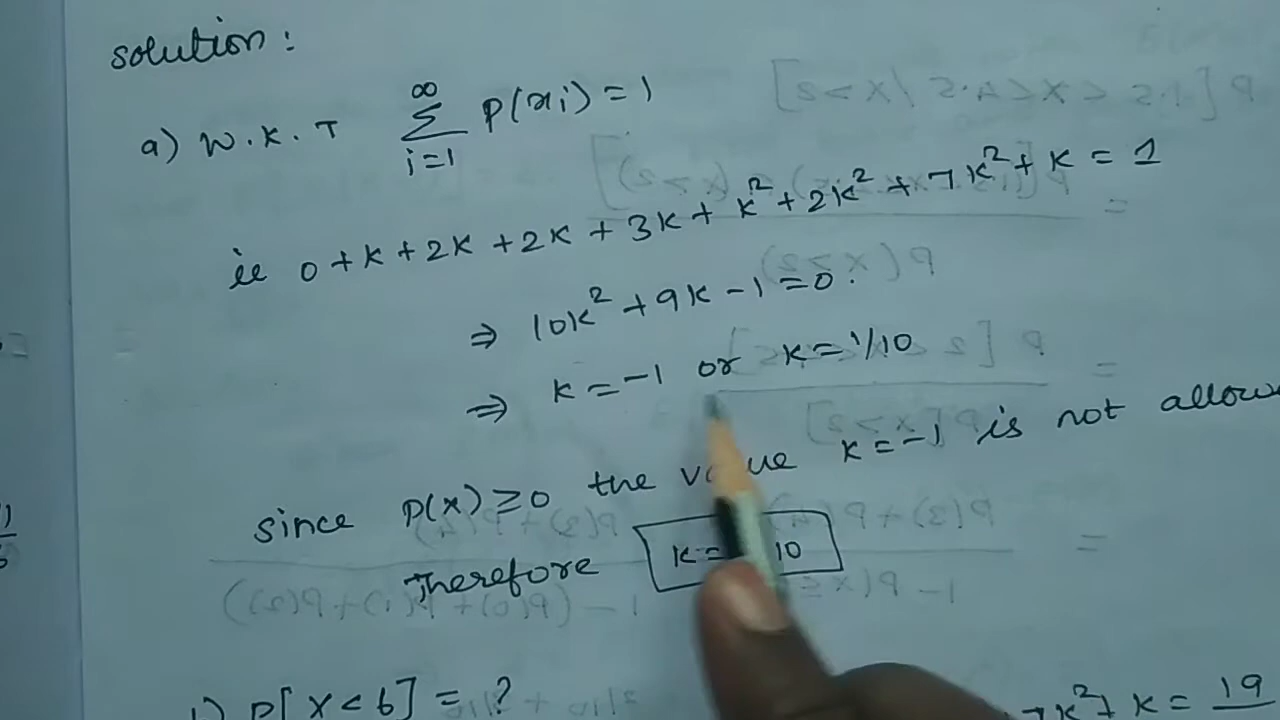 solution:
a) W.K.T ∞∑i=1 P(xi) = 1
ie 0 + K + 2K + 2K + 3K + K² + 2K² + 7K² + K = 1
⇒ 10K² + 9K - 1 = 0.
⇒ K = -1 or K = 1/10
since P(x) ≥ 0 the value K = -1 is not allow
Therefore K = 10
P[X < 6] = ?
7K² + K = 19